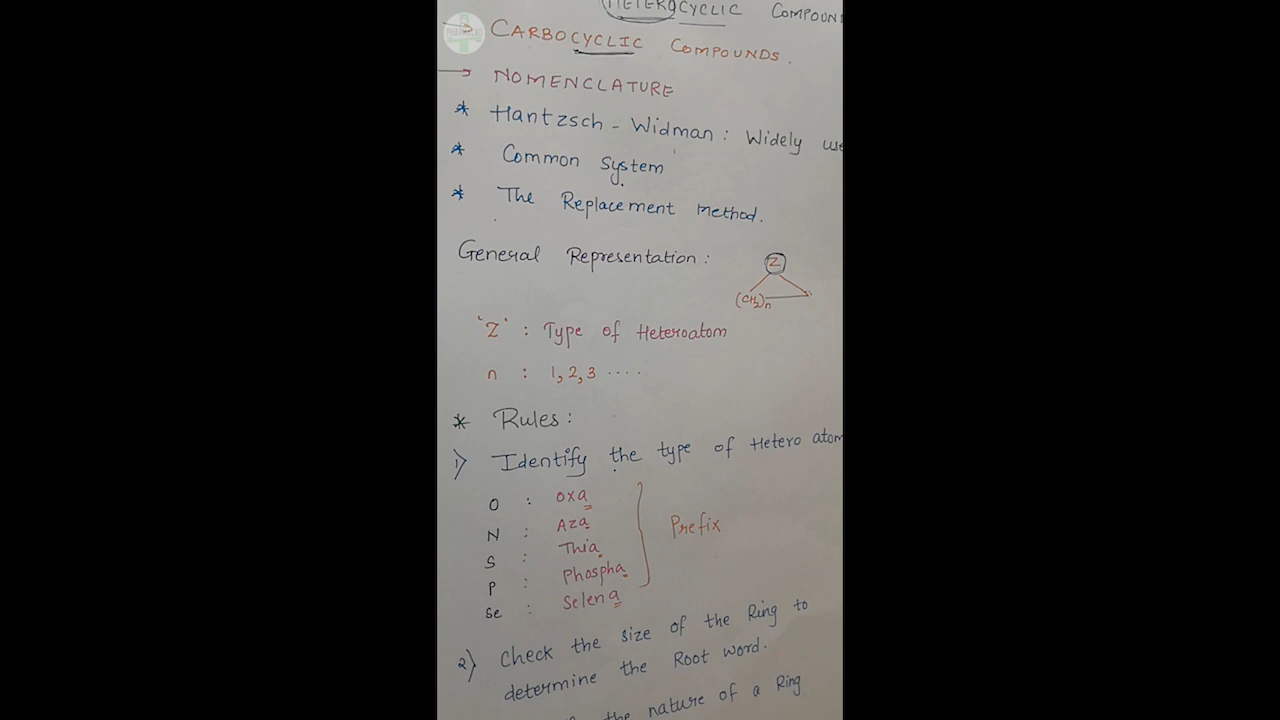 HETEROCYCLIC COMPOUN
→ CARBOCYCLIC COMPOUNDS.
→ NOMENCLATURE
* Hantzsch - Widman : Widely
* Common System
* The Replacement Method.
General Representation :
Z
(CH2)n
'Z' : Type of Heteroatom
n : 1, 2, 3 ....
* Rules :
1) Identify the type of Hetero atom
O : Oxa
N : Aza
S : Thia
P : Phospha
Se : Selena
Prefix
2) Check the size of the Ring to
determine the Root word.
the nature of a Ring